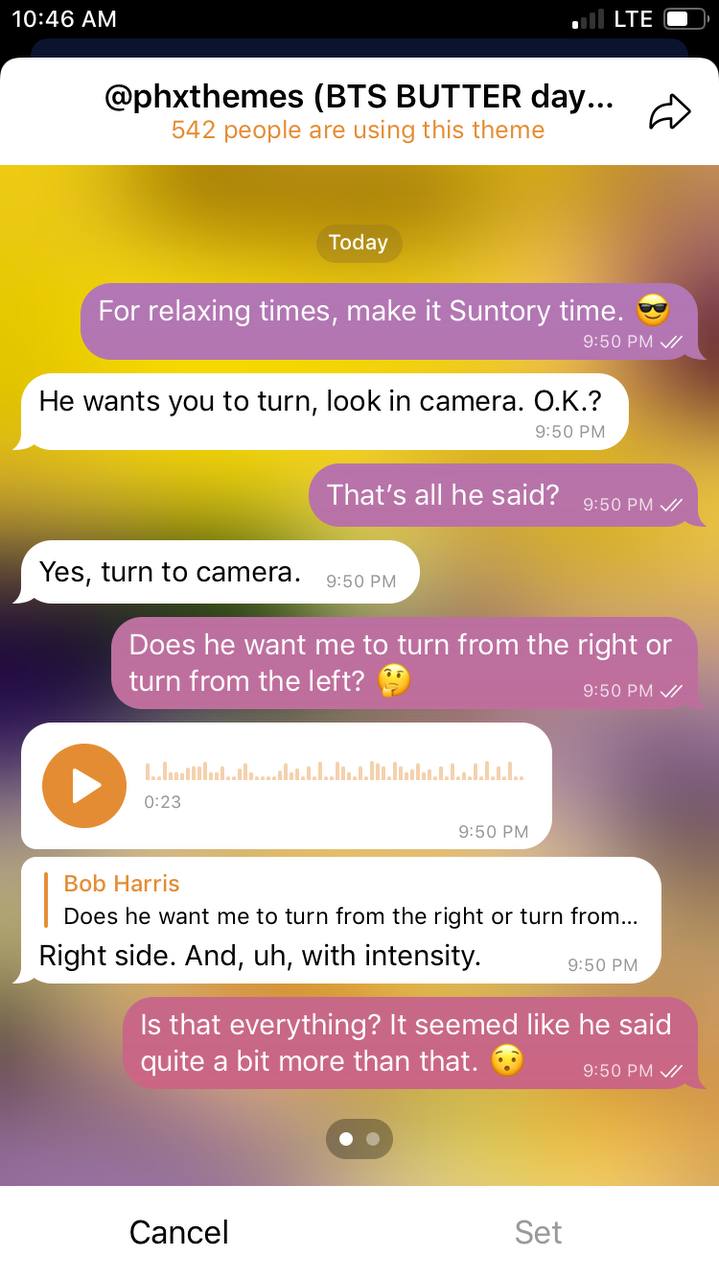 10:46 AM
LTE
@phxthemes (BTS BUTTER day...
542 people are using this theme
Today
For relaxing times, make it Suntory time. 😎
9:50 PM
He wants you to turn, look in camera. O.K.?
9:50 PM
That's all he said? 9:50 PM
Yes, turn to camera. 9:50 PM
Does he want me to turn from the right or
turn from the left? 🤔 9:50 PM
0:23
9:50 PM
Bob Harris
Does he want me to turn from the right or turn from...
Right side. And, uh, with intensity. 9:50 PM
Is that everything? It seemed like he said
quite a bit more than that. 😯 9:50 PM
Cancel Set